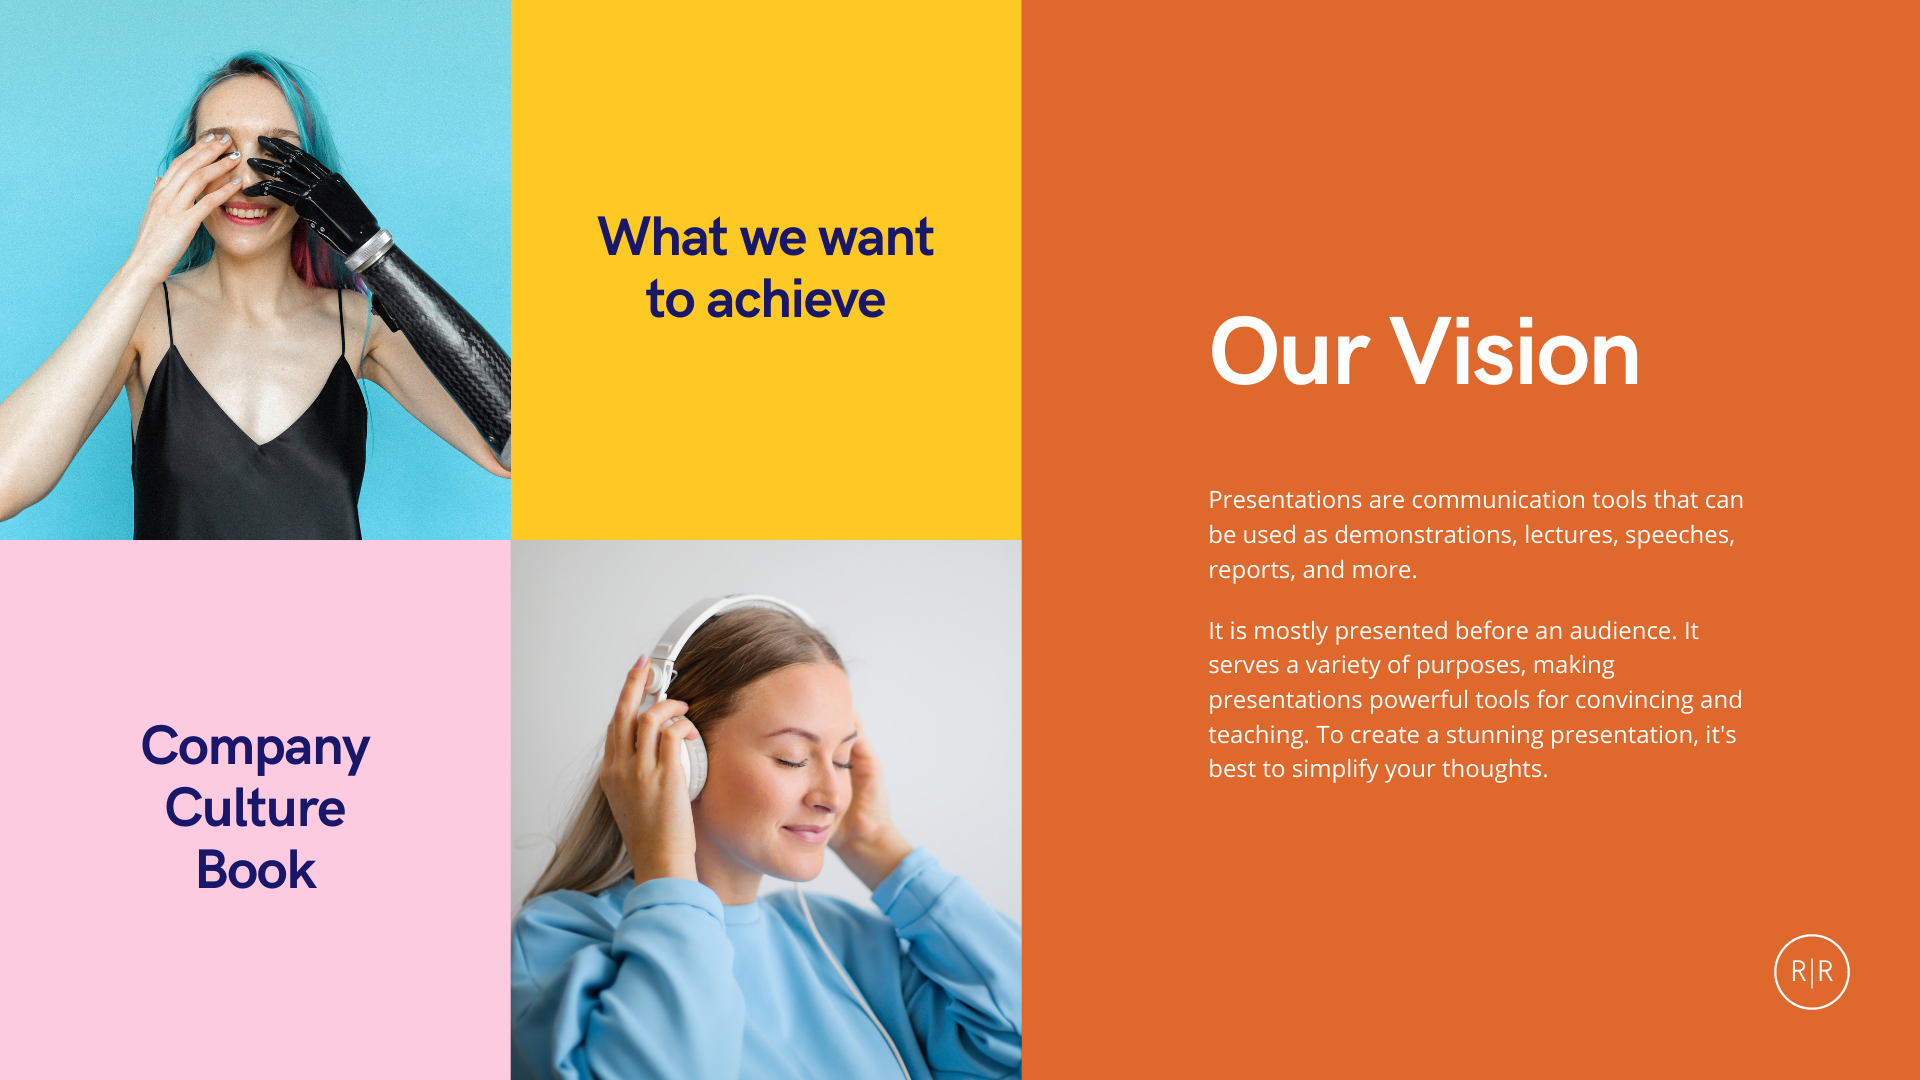 What we want
to achieve
Company
Culture
Book
Our Vision
Presentations are communication tools that can
be used as demonstrations, lectures, speeches,
reports, and more.
It is mostly presented before an audience. It
serves a variety of purposes, making
presentations powerful tools for convincing and
teaching. To create a stunning presentation, it's
best to simplify your thoughts.
R|R